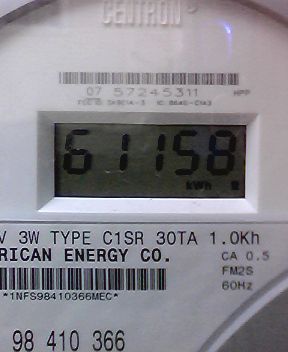 CENTRON
07 57245311 HPP
61158
kWh
V 3W TYPE C1SR 30TA 1.0Kh
RICAN ENERGY CO. CA 0.5
FM2S
*1NFS98410366MEC* 60Hz
98 410 366